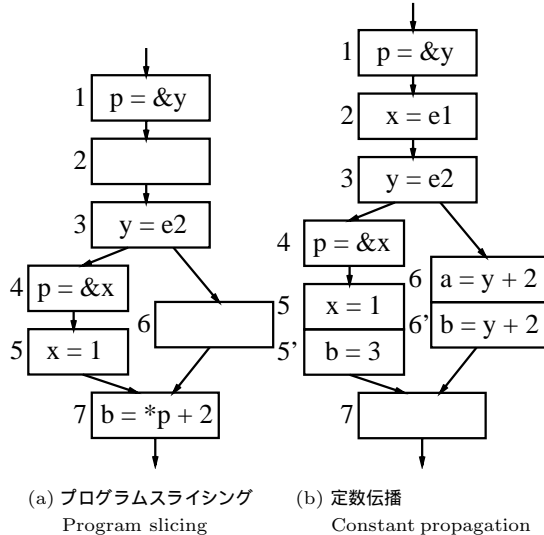 1 p = &y
2
3 y = e2
4 p = &x
5 x = 1
6
7 b = *p + 2
(a) プログラムスライシング
Program slicing
1 p = &y
2 x = e1
3 y = e2
4 p = &x
5 x = 1
5' b = 3
6 a = y + 2
6' b = y + 2
7
(b) 定数伝播
Constant propagation